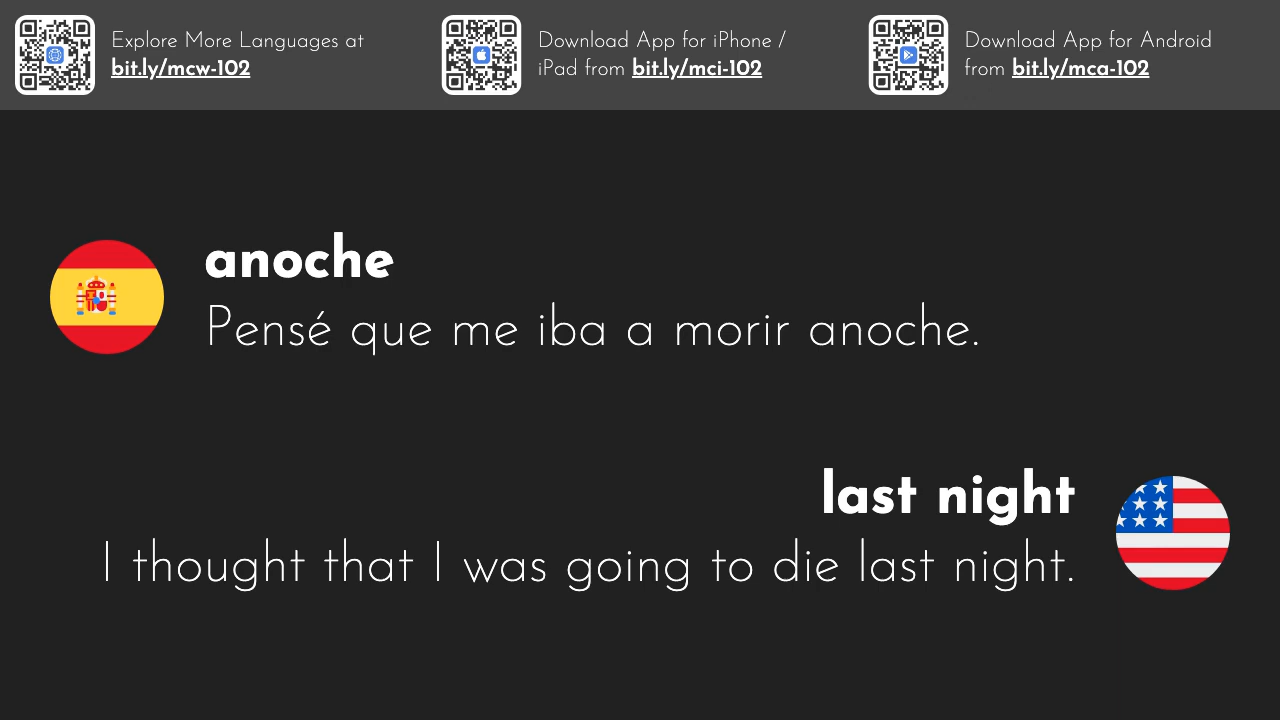 Explore More Languages at
bit.ly/mcw-102
Download App for iPhone /
iPad from bit.ly/mci-102
Download App for Android
from bit.ly/mca-102
anoche
Pensé que me iba a morir anoche.
last night
I thought that I was going to die last night.